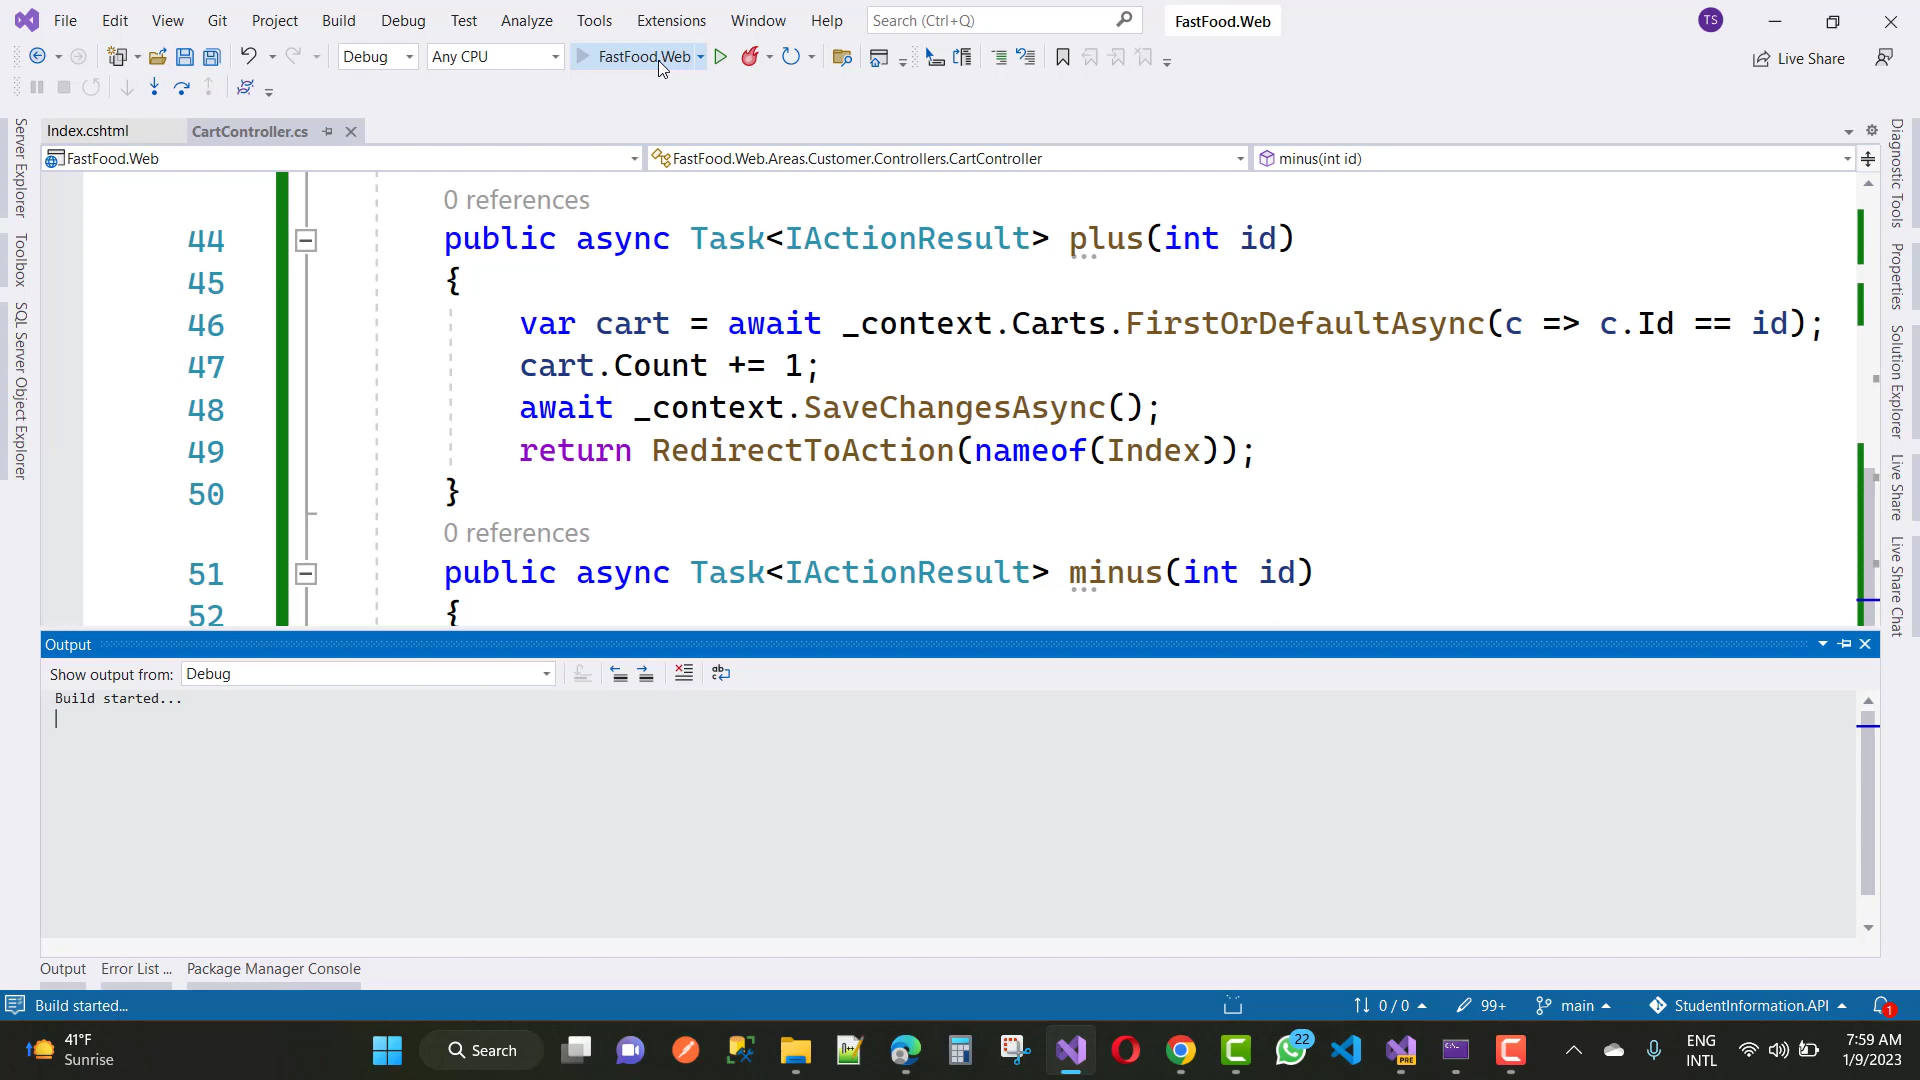 File Edit View Git Project Build Debug Test Analyze Tools Extensions Window Help Search (Ctrl+Q) FastFood.Web TS
Debug Any CPU FastFood.Web Live Share
Index.cshtml CartController.cs
FastFood.Web FastFood.Web.Areas.Customer.Controllers.CartController minus(int id)
0 references
44 public async Task<IActionResult> plus(int id)
45 {
46 var cart = await _context.Carts.FirstOrDefaultAsync(c => c.Id == id);
47 cart.Count += 1;
48 await _context.SaveChangesAsync();
49 return RedirectToAction(nameof(Index));
50 }
0 references
51 public async Task<IActionResult> minus(int id)
52 {
Server Explorer
Toolbox
SQL Server Object Explorer
Diagnostic Tools
Properties
Solution Explorer
Live Share
Live Share Chat
Output
Show output from: Debug
Build started...
Output Error List ... Package Manager Console
Build started... 0 / 0 99+ main StudentInformation.API 1
41°F
Sunrise
Search
22
PRE
ENG
INTL
7:59 AM
1/9/2023